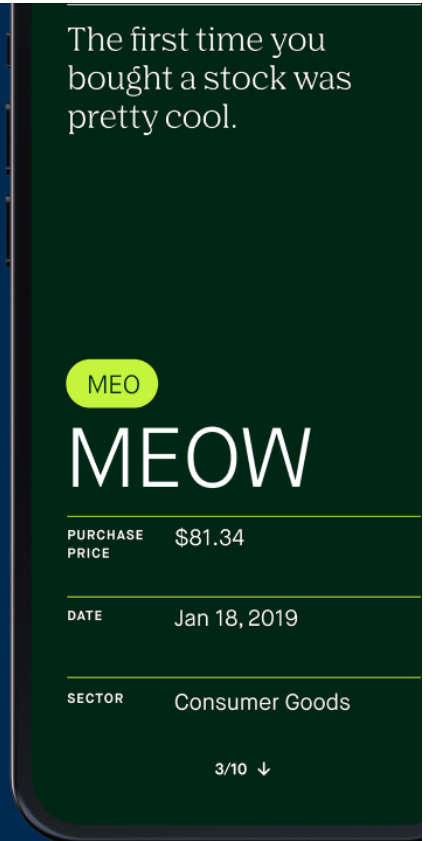 The first time you
bought a stock was
pretty cool.
MEO
MEOW
PURCHASE PRICE $81.34
DATE Jan 18, 2019
SECTOR Consumer Goods
3/10 ↓